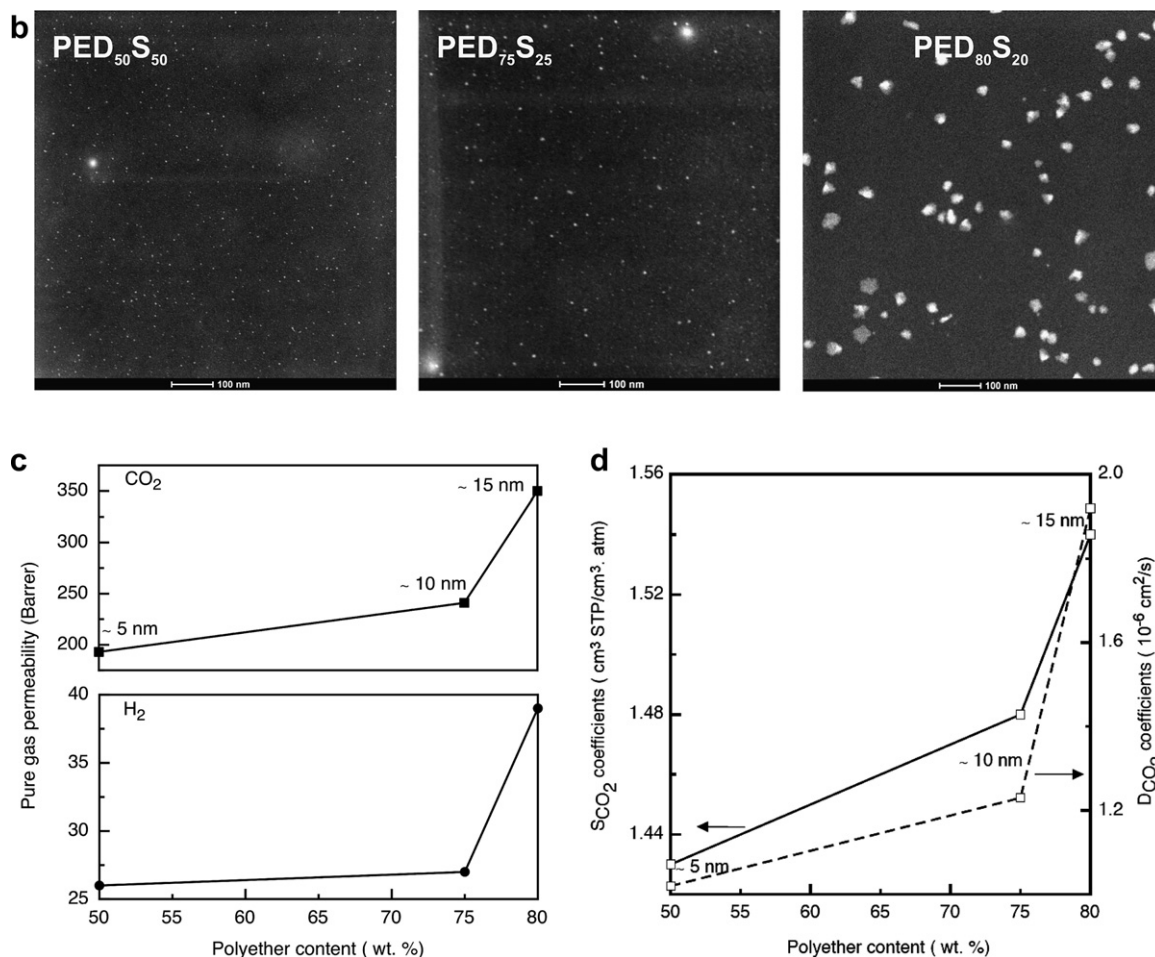 b
PED₅₀S₅₀
PED₇₅S₂₅
PED₈₀S₂₀
100 nm
100 nm
100 nm
c
CO₂
350
325
250
200
~ 15 nm
~ 10 nm
~ 5 nm
Pure gas permeability (Barrer)
H₂
40
35
30
25
50 55 60 65 70 75 80
Polyether content ( wt. %)
d
1.56
1.52
1.48
1.44
2.0
1.6
1.2
~ 15 nm
~ 10 nm
~ 5 nm
SCO₂ coefficients ( cm³ STP/cm³. atm)
DCO₂ coefficients ( 10⁻⁶ cm²/s)
50 55 60 65 70 75 80
Polyether content ( wt. %)